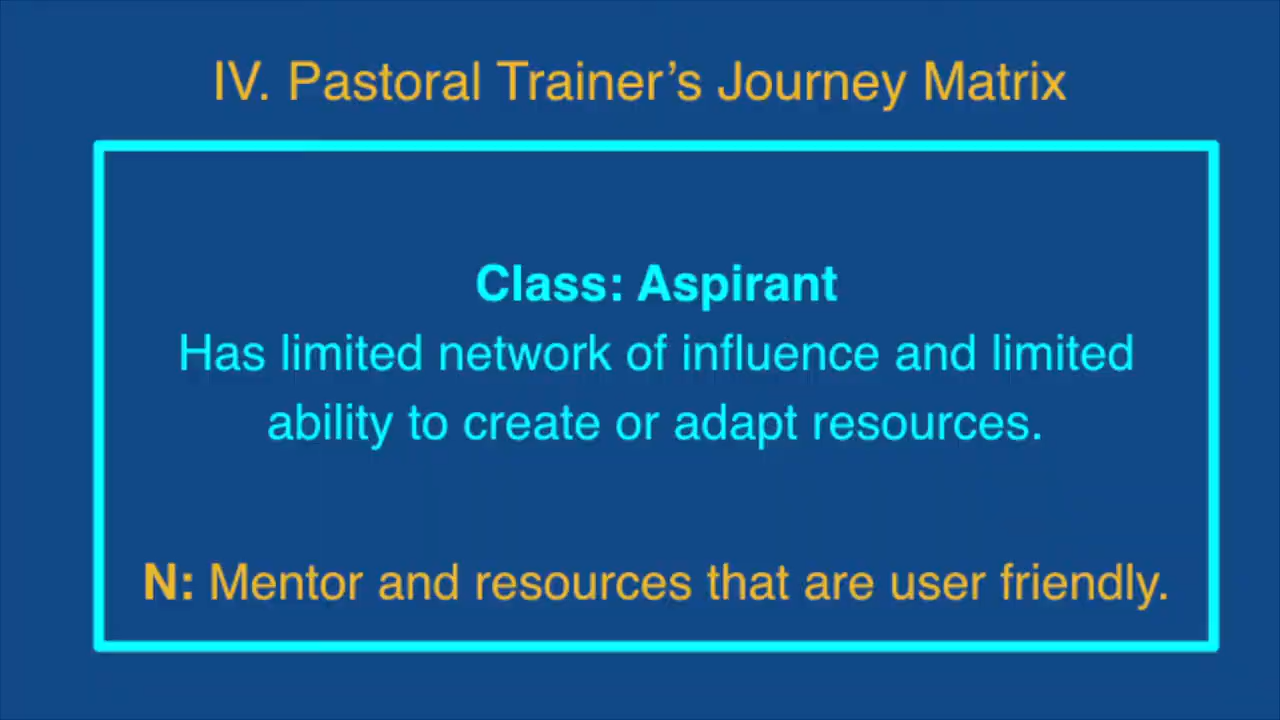 IV. Pastoral Trainer’s Journey Matrix
Class: Aspirant
Has limited network of influence and limited
ability to create or adapt resources.
N: Mentor and resources that are user friendly.